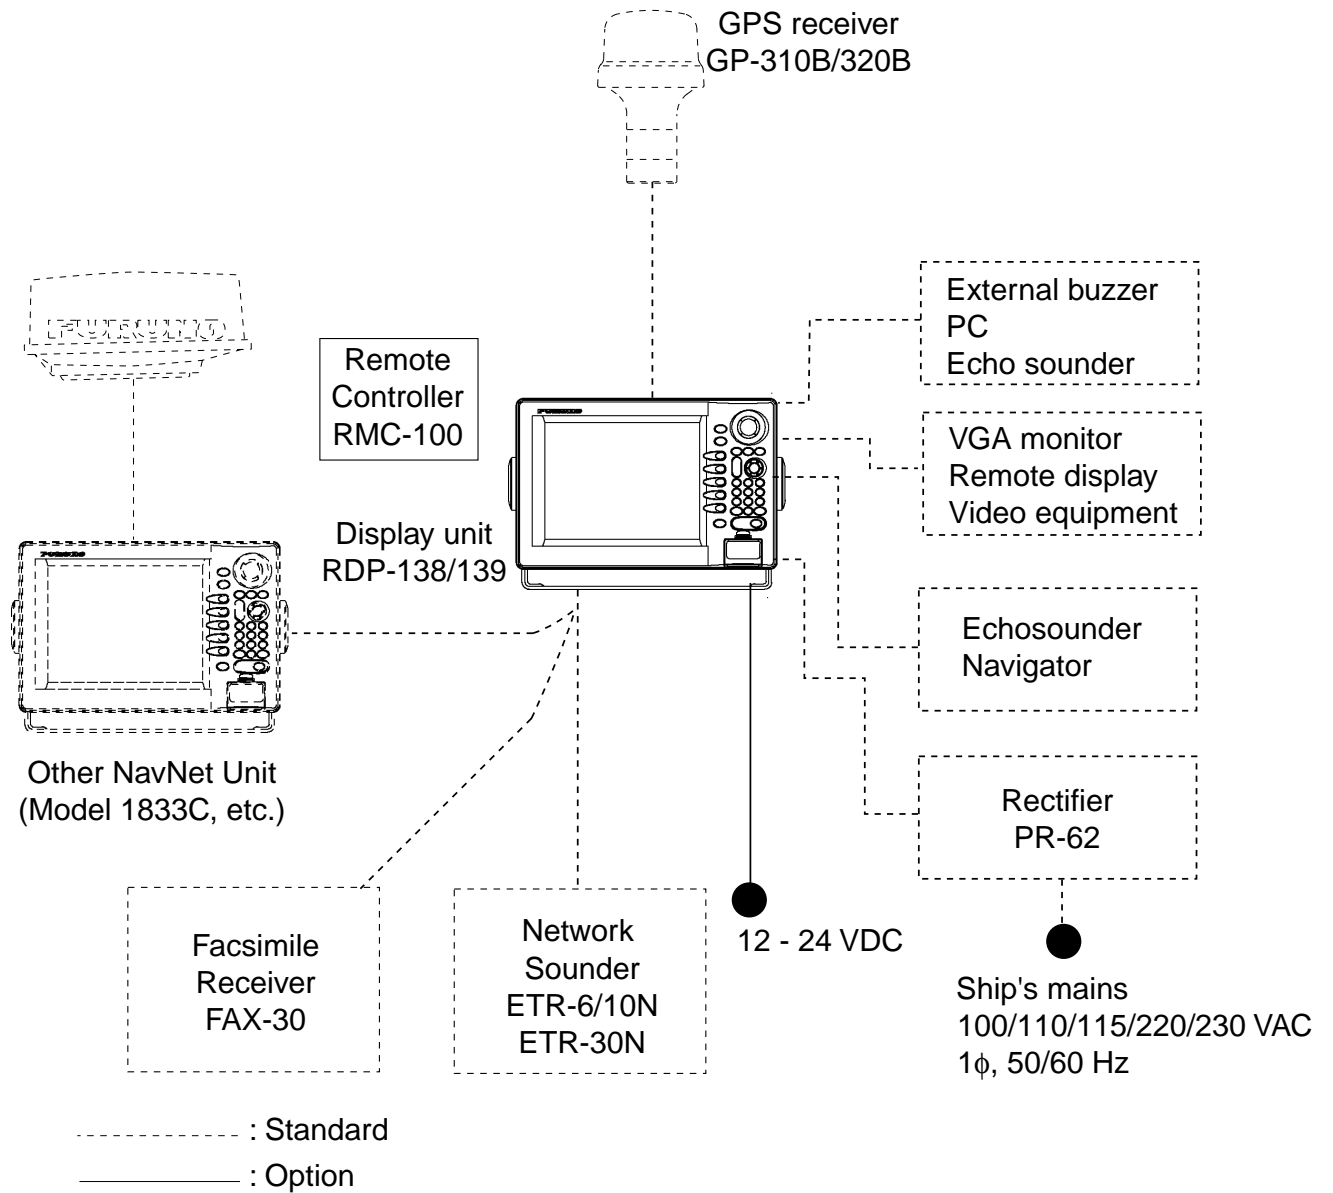 GPS receiver
GP-310B/320B
FURUNO
External buzzer
PC
Echo sounder
Remote
Controller
RMC-100
FURUNO
VGA monitor
Remote display
Video equipment
Display unit
RDP-138/139
FURUNO
Echosounder
Navigator
Other NavNet Unit
(Model 1833C, etc.)
Rectifier
PR-62
Facsimile
Receiver
FAX-30
Network
Sounder
ETR-6/10N
ETR-30N
12 - 24 VDC
Ship's mains
100/110/115/220/230 VAC
1ϕ, 50/60 Hz
: Standard
: Option